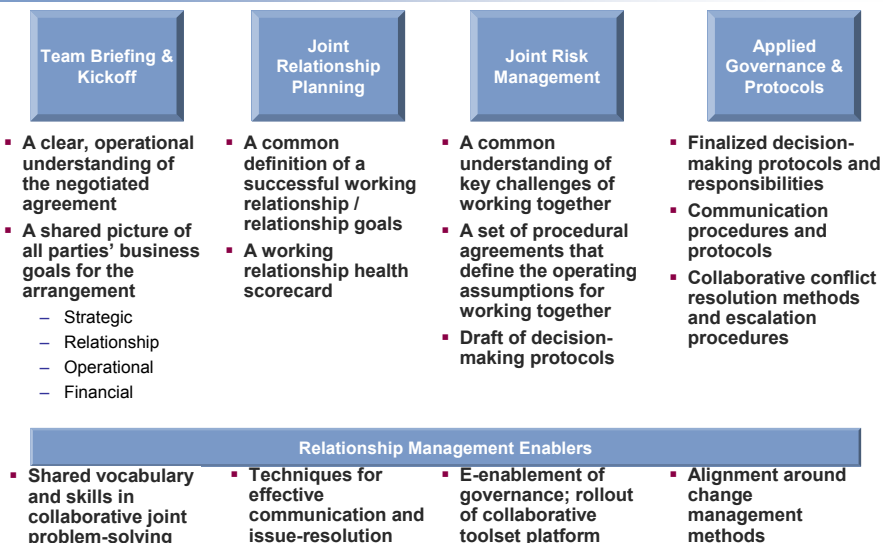 Team Briefing &
Kickoff
Joint
Relationship
Planning
Joint Risk
Management
Applied
Governance &
Protocols
▪ A clear, operational
understanding of
the negotiated
agreement
▪ A shared picture of
all parties' business
goals for the
arrangement
– Strategic
– Relationship
– Operational
– Financial
▪ A common
definition of a
successful working
relationship /
relationship goals
▪ A working
relationship health
scorecard
▪ A common
understanding of
key challenges of
working together
▪ A set of procedural
agreements that
define the operating
assumptions for
working together
▪ Draft of decision-
making protocols
▪ Finalized decision-
making protocols and
responsibilities
▪ Communication
procedures and
protocols
▪ Collaborative conflict
resolution methods
and escalation
procedures
Relationship Management Enablers
▪ Shared vocabulary
and skills in
collaborative joint
problem-solving
▪ Techniques for
effective
communication and
issue-resolution
▪ E-enablement of
governance; rollout
of collaborative
toolset platform
▪ Alignment around
change
management
methods